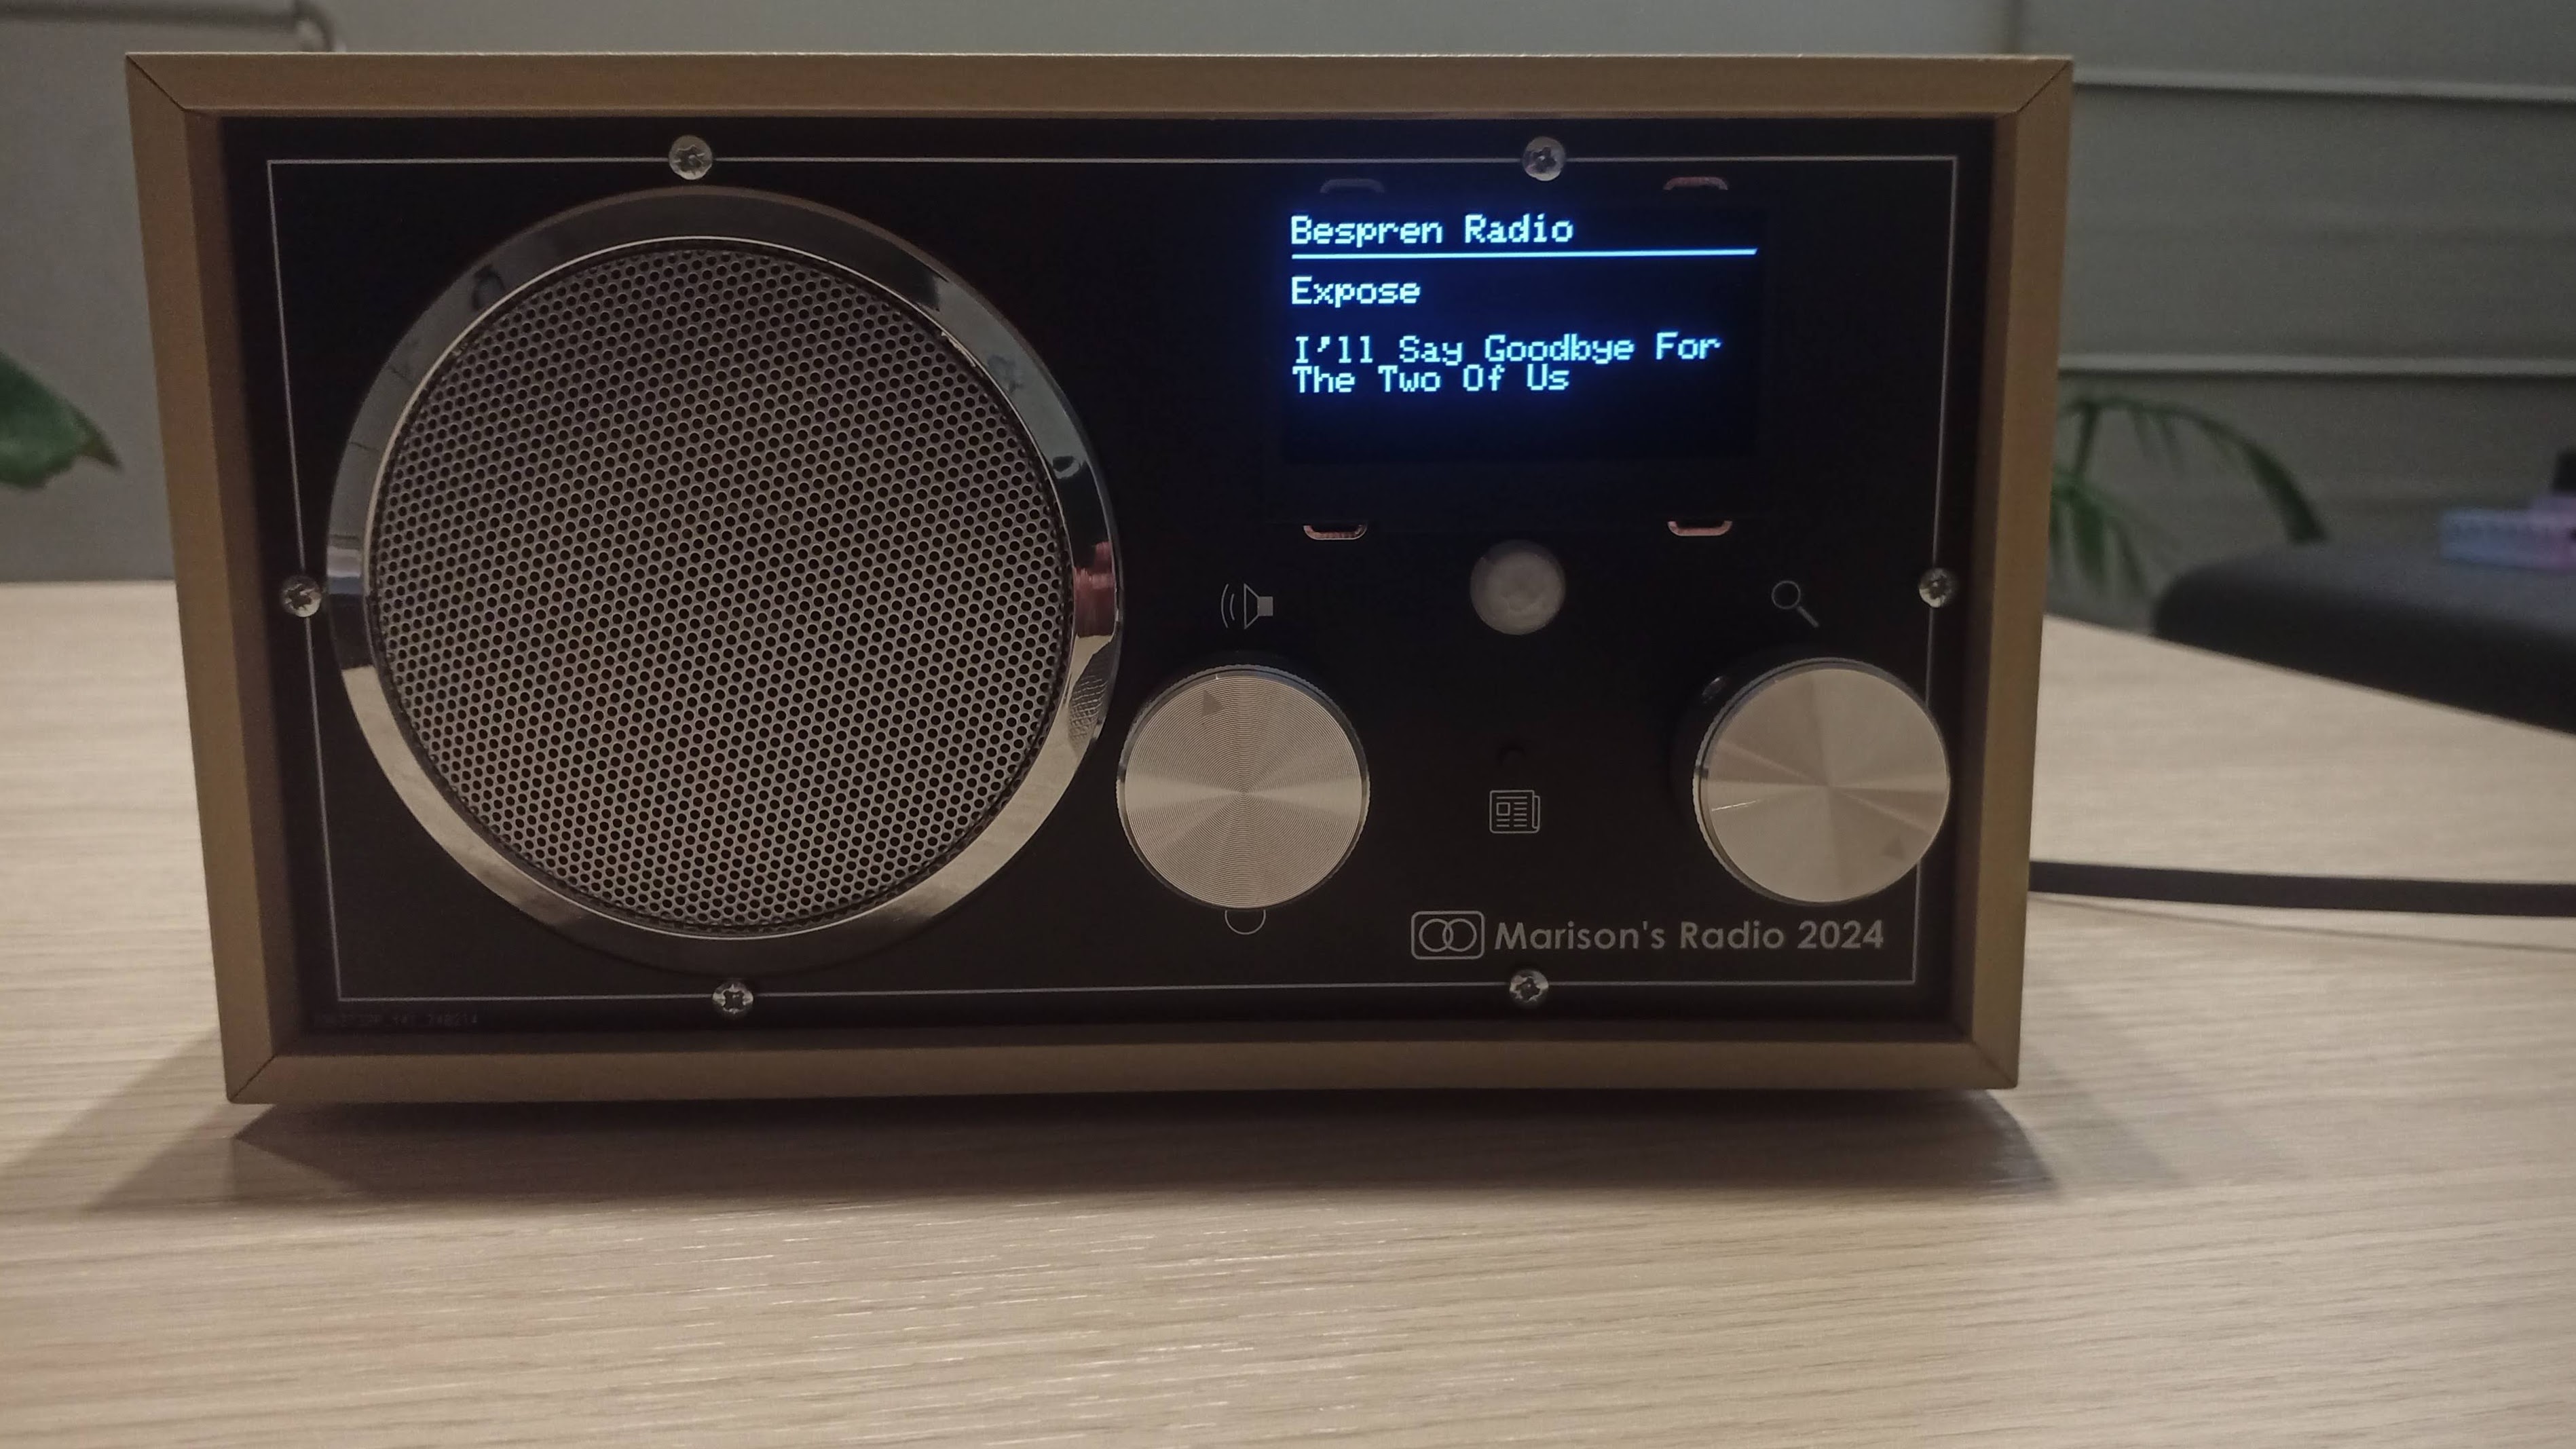 Bespren Radio
Expose
I'll Say Goodbye For
The Two Of Us
Marison's Radio 2024